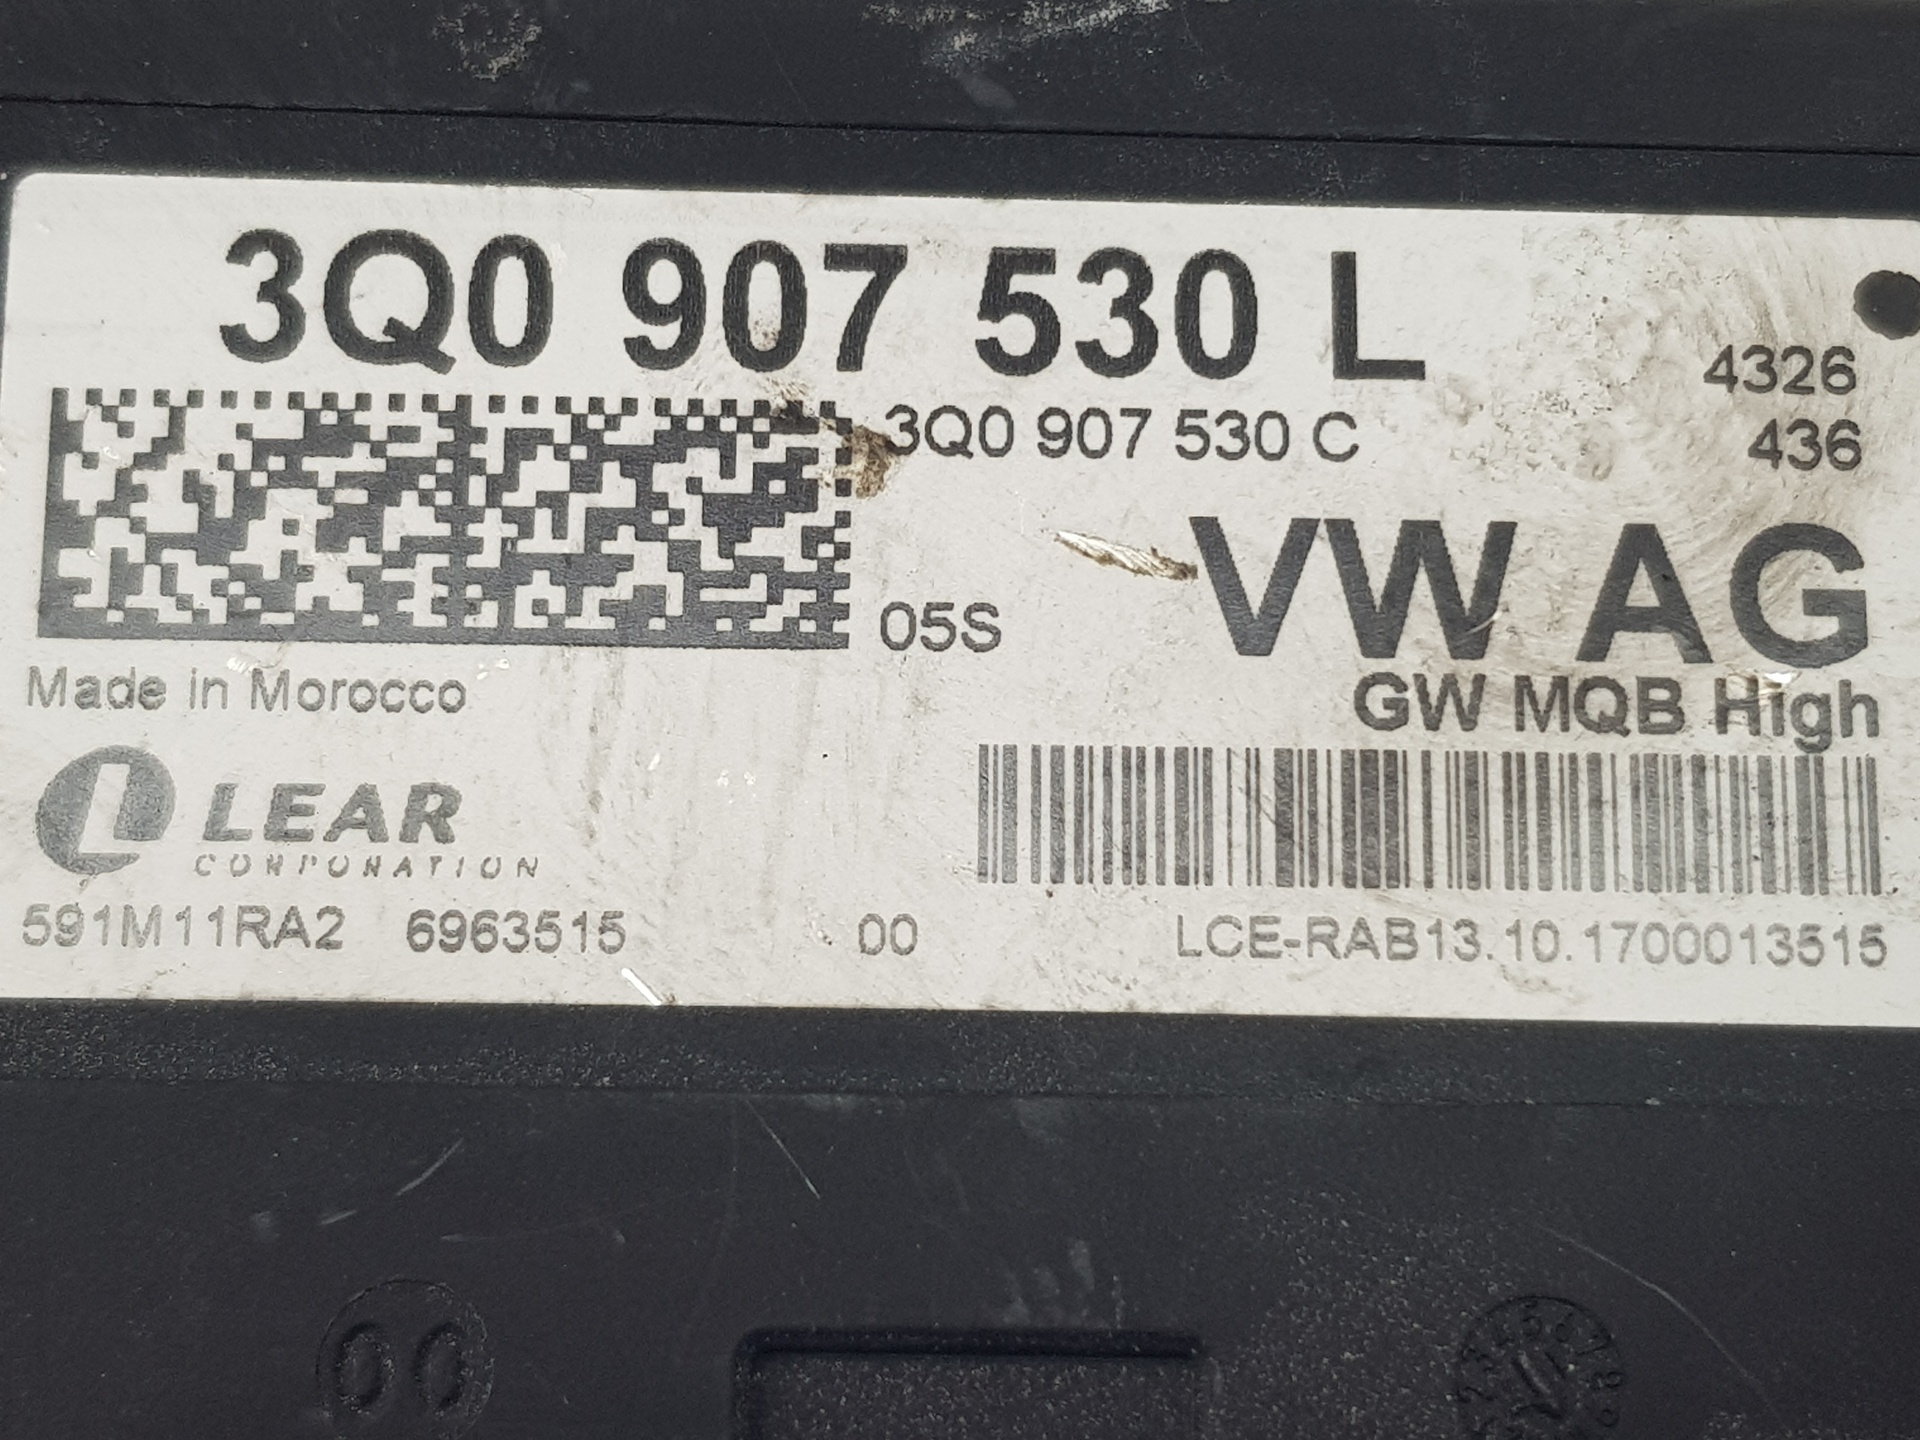 3Q0 907 530 L
4326
3Q0 907 530 C
436
VW AG
05S
Made in Morocco
GW MQB High
LEAR
CORPORATION
591M11RA2 6963515 00
LCE-RAB13.10.1700013515
00